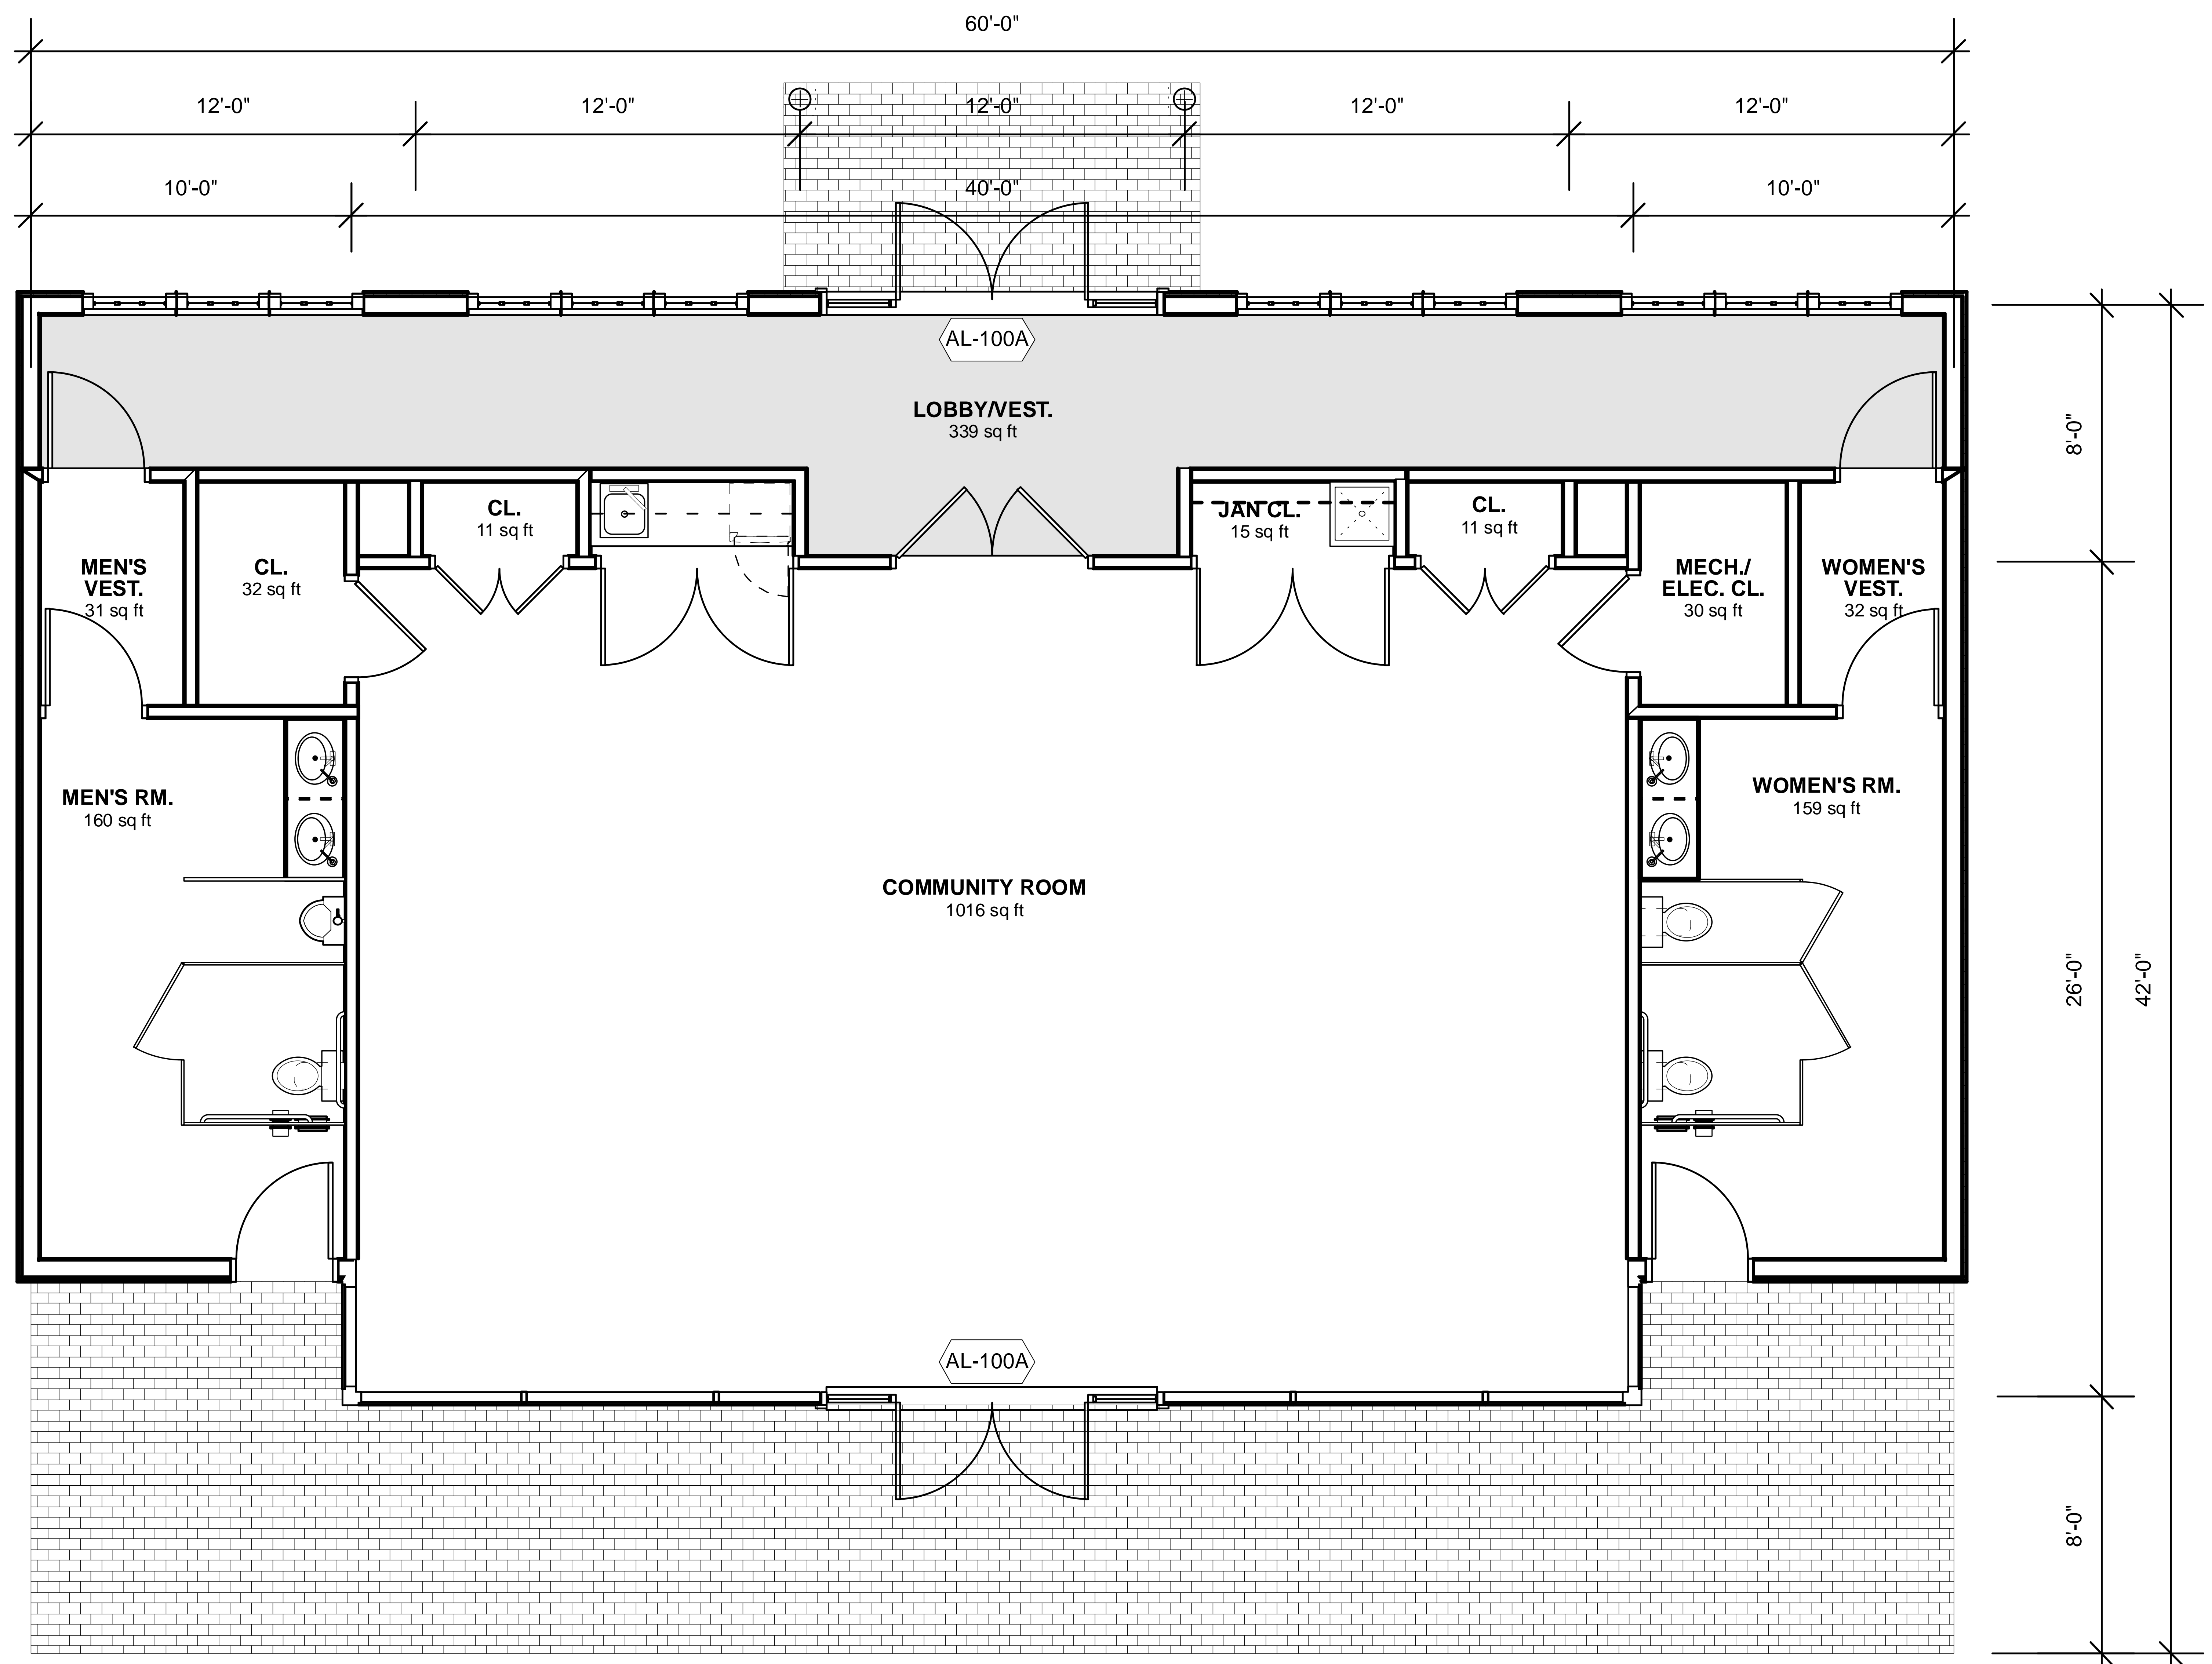 60'-0"
12'-0"
12'-0"
12'-0"
12'-0"
12'-0"
10'-0"
40'-0"
10'-0"
AL-100A
LOBBY/VEST.
339 sq ft
8'-0"
CL.
11 sq ft
JAN CL.
15 sq ft
CL.
11 sq ft
MEN'S
VEST.
31 sq ft
CL.
32 sq ft
MECH./
ELEC. CL.
30 sq ft
WOMEN'S
VEST.
32 sq ft
MEN'S RM.
160 sq ft
WOMEN'S RM.
159 sq ft
COMMUNITY ROOM
1016 sq ft
26'-0"
42'-0"
AL-100A
8'-0"